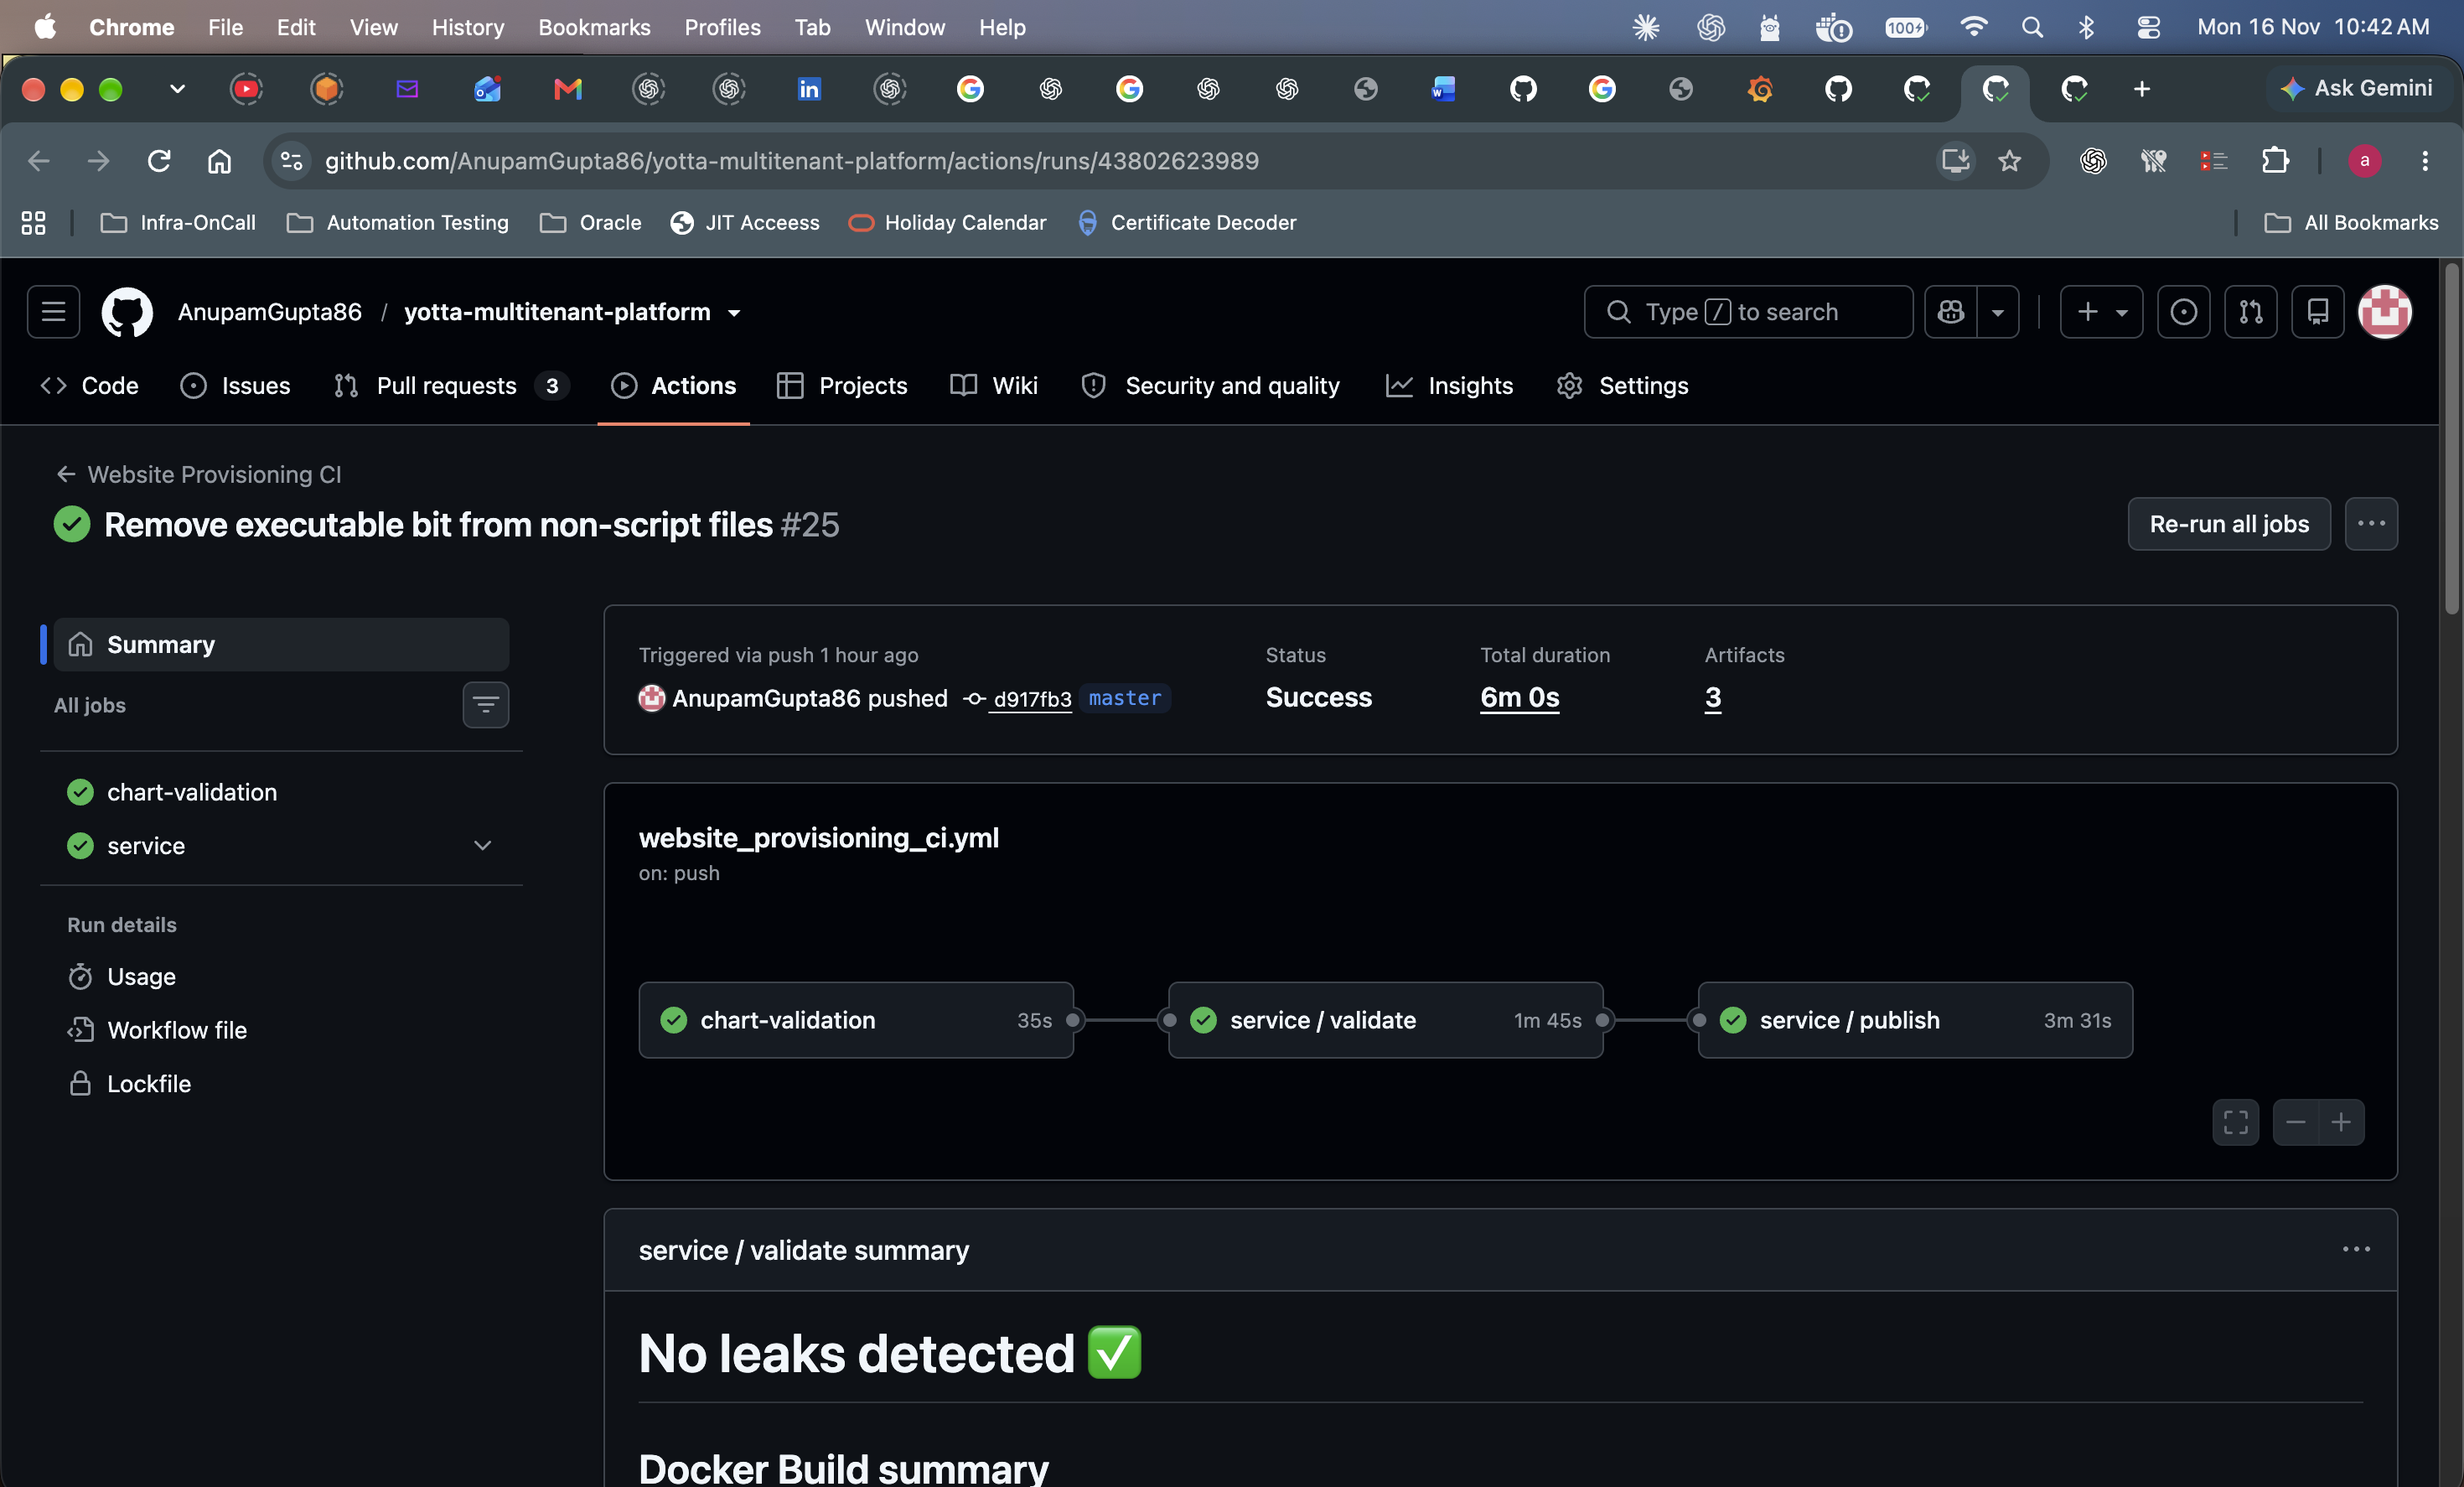 Chrome File Edit View History Bookmarks Profiles Tab Window Help 100 Mon 16 Nov 10:42 AM
Ask Gemini
github.com/AnupamGupta86/yotta-multitenant-platform/actions/runs/43802623989 a
Infra-OnCall Automation Testing Oracle JIT Acceess Holiday Calendar Certificate Decoder All Bookmarks
AnupamGupta86 / yotta-multitenant-platform Type / to search
Code Issues Pull requests 3 Actions Projects Wiki Security and quality Insights Settings
Website Provisioning CI
Remove executable bit from non-script files #25 Re-run all jobs
Summary
All jobs
chart-validation
service
Run details
Usage
Workflow file
Lockfile
Triggered via push 1 hour ago Status Total duration Artifacts
AnupamGupta86 pushed d917fb3 master Success 6m 0s 3
website_provisioning_ci.yml
on: push
chart-validation 35s service / validate 1m 45s service / publish 3m 31s
service / validate summary
No leaks detected ✅
Docker Build summary